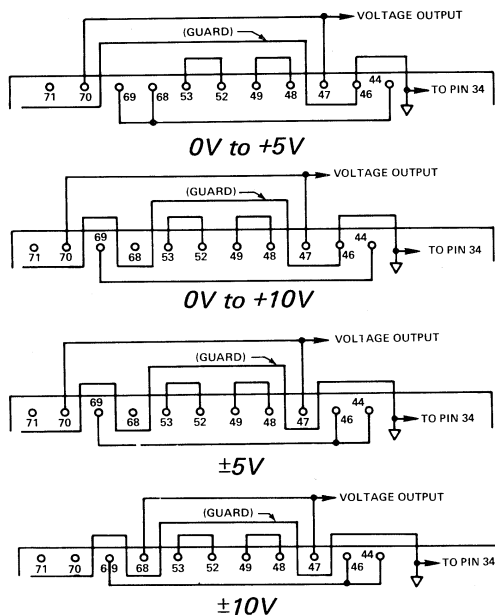 VOLTAGE OUTPUT
(GUARD)
44
71 70 69 68 53 52 49 48 47 46
TO PIN 34
0V to +5V
VOLTAGE OUTPUT
(GUARD)
69 44
71 70 68 53 52 49 48 47 46
TO PIN 34
0V to +10V
VOLTAGE OUTPUT
(GUARD)
69 44
71 70 68 53 52 49 48 47 46
TO PIN 34
±5V
VOLTAGE OUTPUT
(GUARD)
44
71 70 69 68 53 52 49 48 47 46
TO PIN 34
±10V